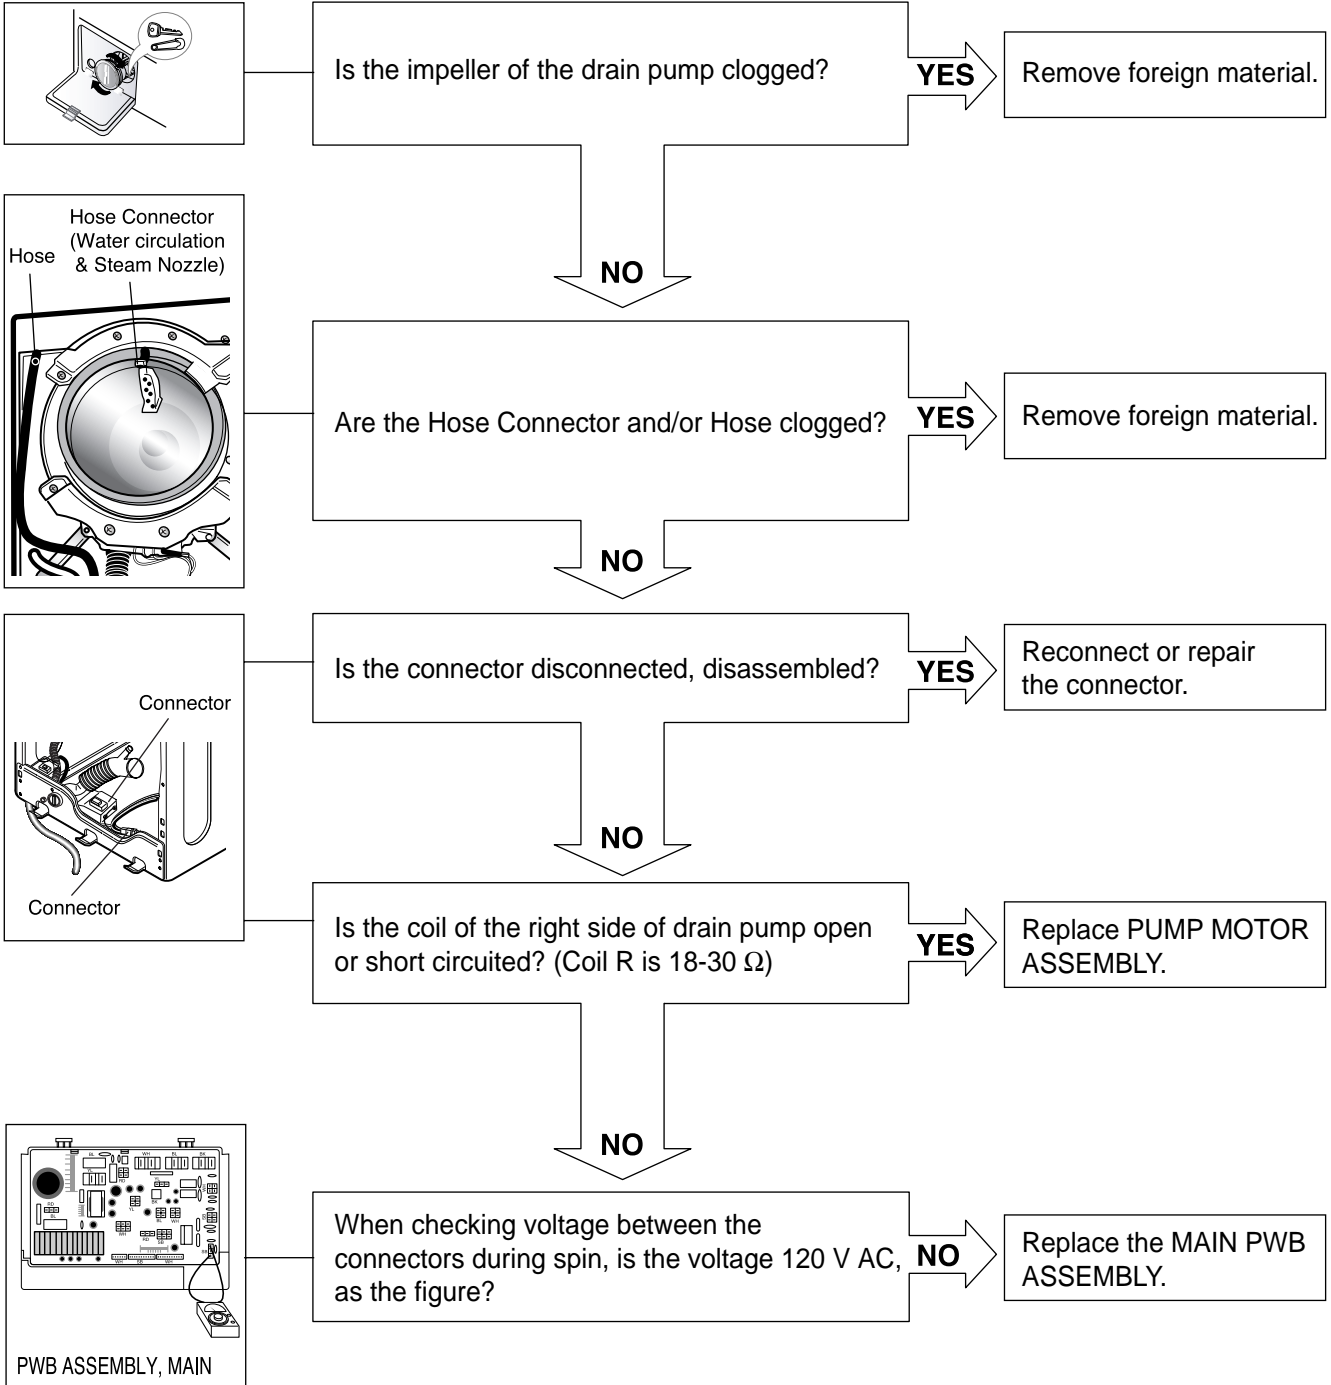 Is the impeller of the drain pump clogged?
YES
Remove foreign material.
NO
Hose Connector
(Water circulation
& Steam Nozzle)
Hose
Are the Hose Connector and/or Hose clogged?
YES
Remove foreign material.
NO
Is the connector disconnected, disassembled?
YES
Reconnect or repair
the connector.
Connector
Connector
NO
Is the coil of the right side of drain pump open
or short circuited? (Coil R is 18-30 Ω)
YES
Replace PUMP MOTOR
ASSEMBLY.
NO
When checking voltage between the
connectors during spin, is the voltage 120 V AC,
as the figure?
NO
Replace the MAIN PWB
ASSEMBLY.
PWB ASSEMBLY, MAIN